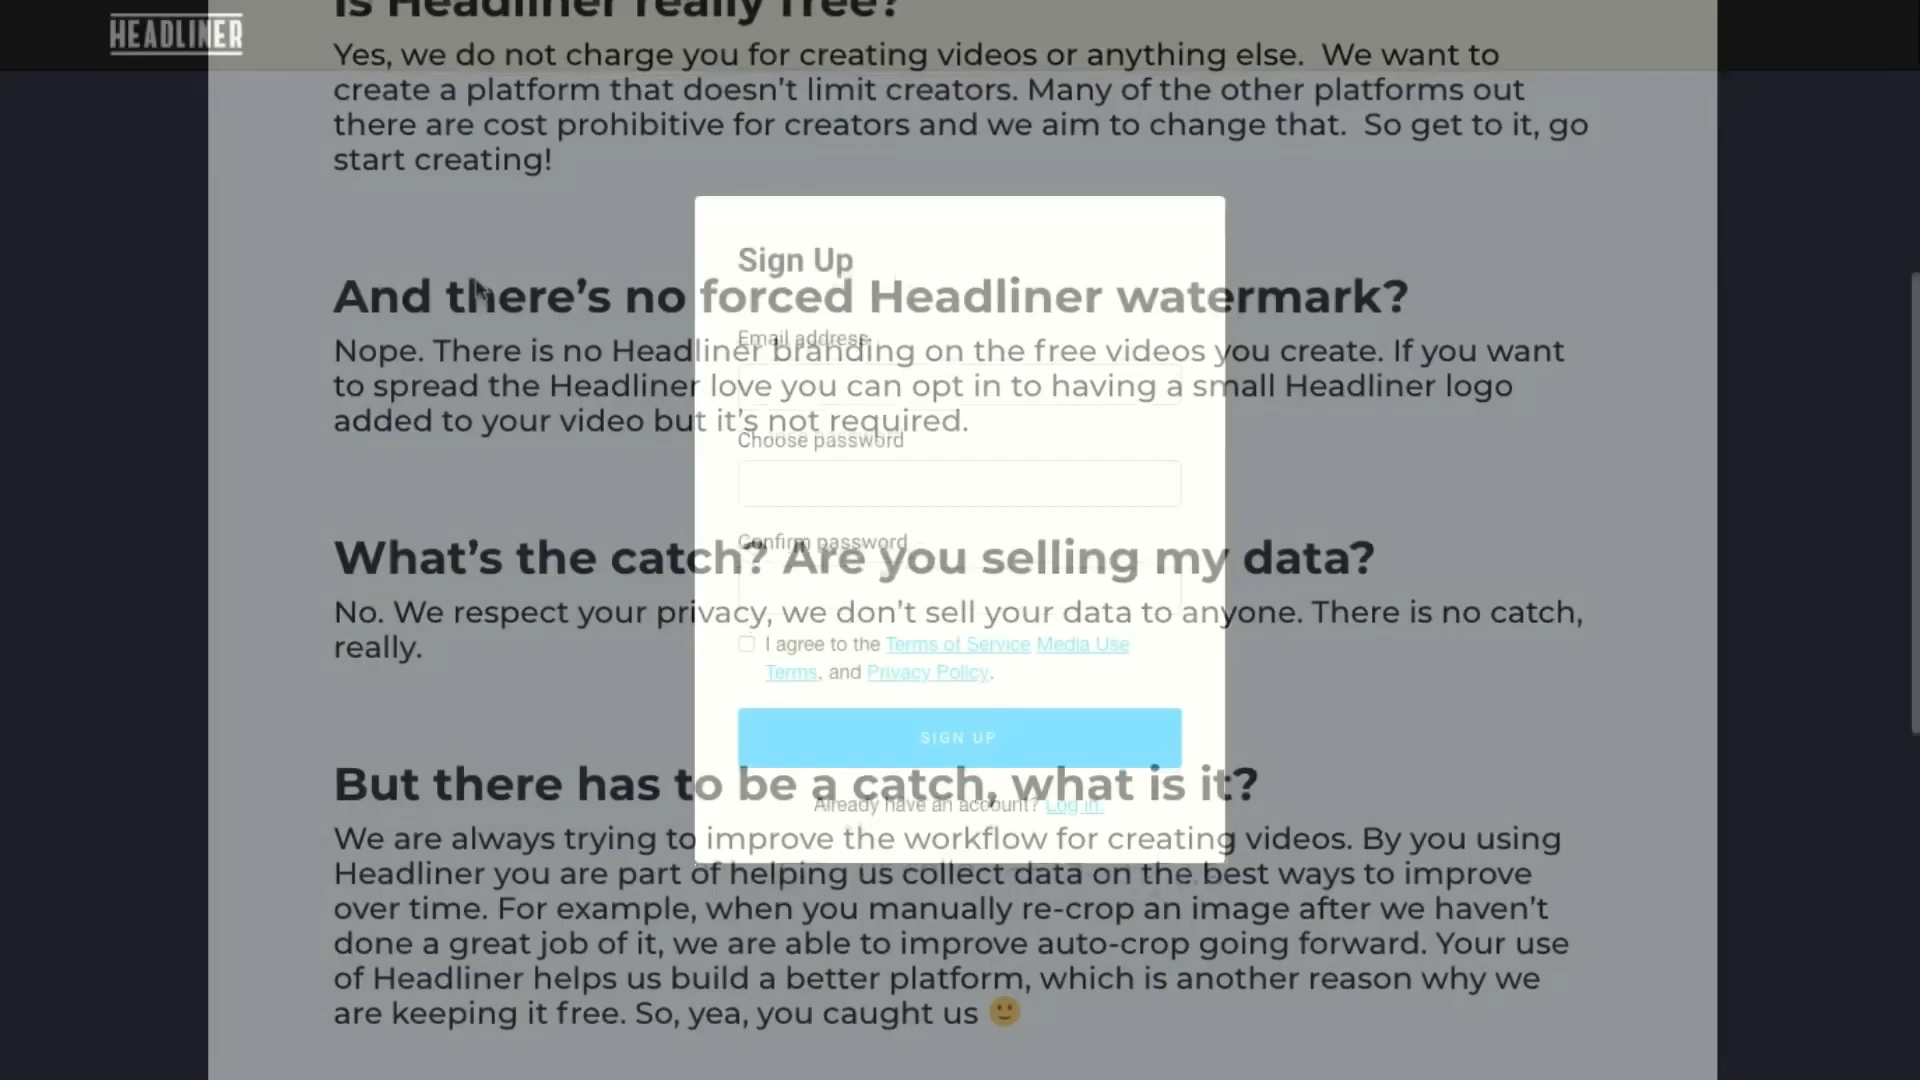 HEADLINER
Is Headliner really free?
Yes, we do not charge you for creating videos or anything else. We want to
create a platform that doesn’t limit creators. Many of the other platforms out
there are cost prohibitive for creators and we aim to change that. So get to it, go
start creating!
Sign Up
And there’s no forced Headliner watermark?
Email address
Nope. There is no Headliner branding on the free videos you create. If you want
to spread the Headliner love you can opt in to having a small Headliner logo
added to your video but it’s not required.
Choose password
Confirm password
What’s the catch? Are you selling my data?
No. We respect your privacy, we don’t sell your data to anyone. There is no catch,
really.
I agree to the Terms of Service Media Use
Terms, and Privacy Policy.
SIGN UP
But there has to be a catch, what is it?
Already have an account? Log in.
We are always trying to improve the workflow for creating videos. By you using
Headliner you are part of helping us collect data on the best ways to improve
over time. For example, when you manually re-crop an image after we haven’t
done a great job of it, we are able to improve auto-crop going forward. Your use
of Headliner helps us build a better platform, which is another reason why we
are keeping it free. So, yea, you caught us 🙂